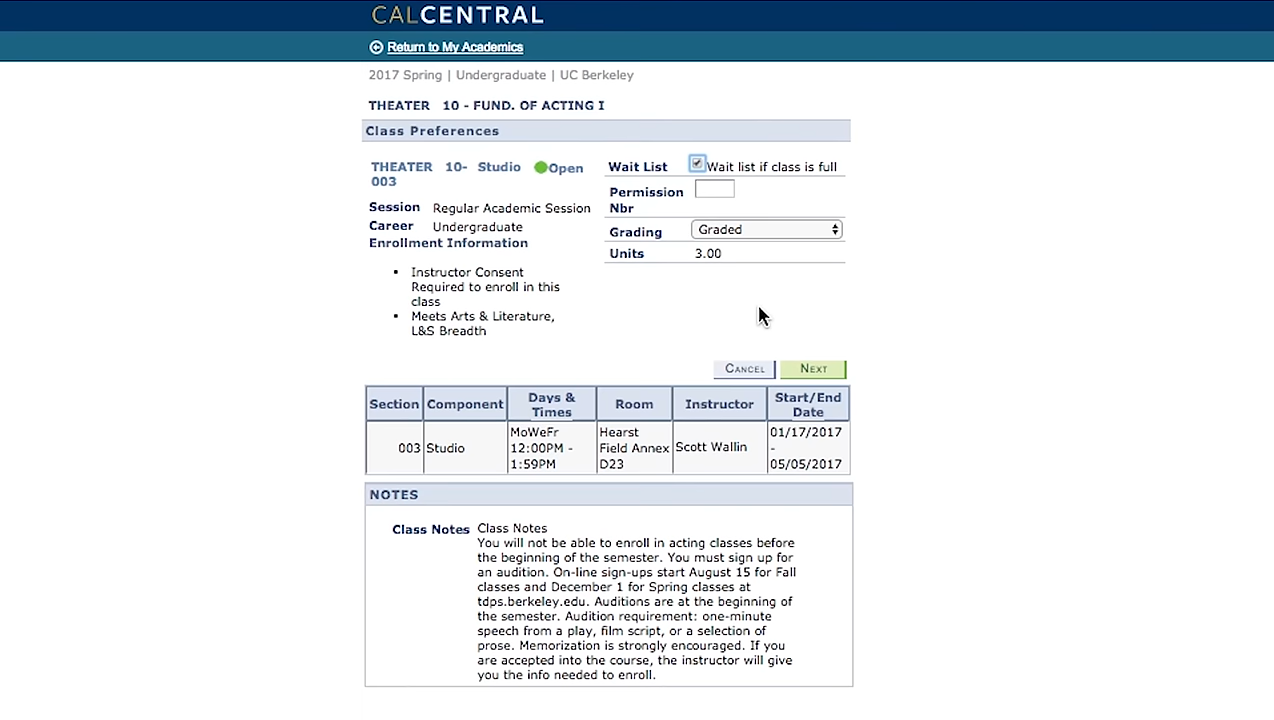 CALCENTRAL
Return to My Academics
2017 Spring | Undergraduate | UC Berkeley
THEATER 10 - FUND. OF ACTING I
Class Preferences
THEATER 10- Studio
003
Open
Session Regular Academic Session
Career Undergraduate
Enrollment Information
• Instructor Consent
Required to enroll in this
class
• Meets Arts & Literature,
L&S Breadth
Wait List Wait list if class is full
Permission
Nbr
Grading Graded
Units 3.00
CANCEL NEXT
Section Component Days & Times Room Instructor Start/End Date
003 Studio MoWeFr 12:00PM - 1:59PM Hearst Field Annex D23 Scott Wallin 01/17/2017 - 05/05/2017
NOTES
Class Notes Class Notes
You will not be able to enroll in acting classes before
the beginning of the semester. You must sign up for
an audition. On-line sign-ups start August 15 for Fall
classes and December 1 for Spring classes at
tdps.berkeley.edu. Auditions are at the beginning of
the semester. Audition requirement: one-minute
speech from a play, film script, or a selection of
prose. Memorization is strongly encouraged. If you
are accepted into the course, the instructor will give
you the info needed to enroll.